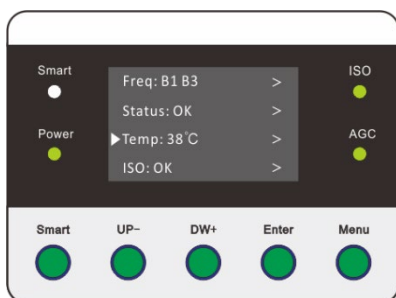 Smart
ISO
Freq: B1 B3 >
Status: OK >
Power
AGC
Temp: 38℃ >
ISO: OK >
Smart UP- DW+ Enter Menu